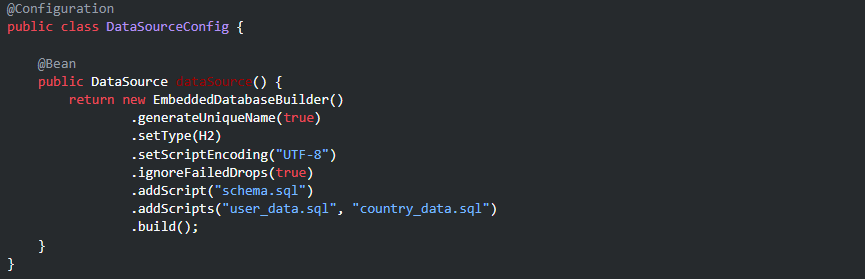 @Configuration
public class DataSourceConfig {
@Bean
public DataSource dataSource() {
return new EmbeddedDatabaseBuilder()
.generateUniqueName(true)
.setType(H2)
.setScriptEncoding("UTF-8")
.ignoreFailedDrops(true)
.addScript("schema.sql")
.addScripts("user_data.sql", "country_data.sql")
.build();
}
}